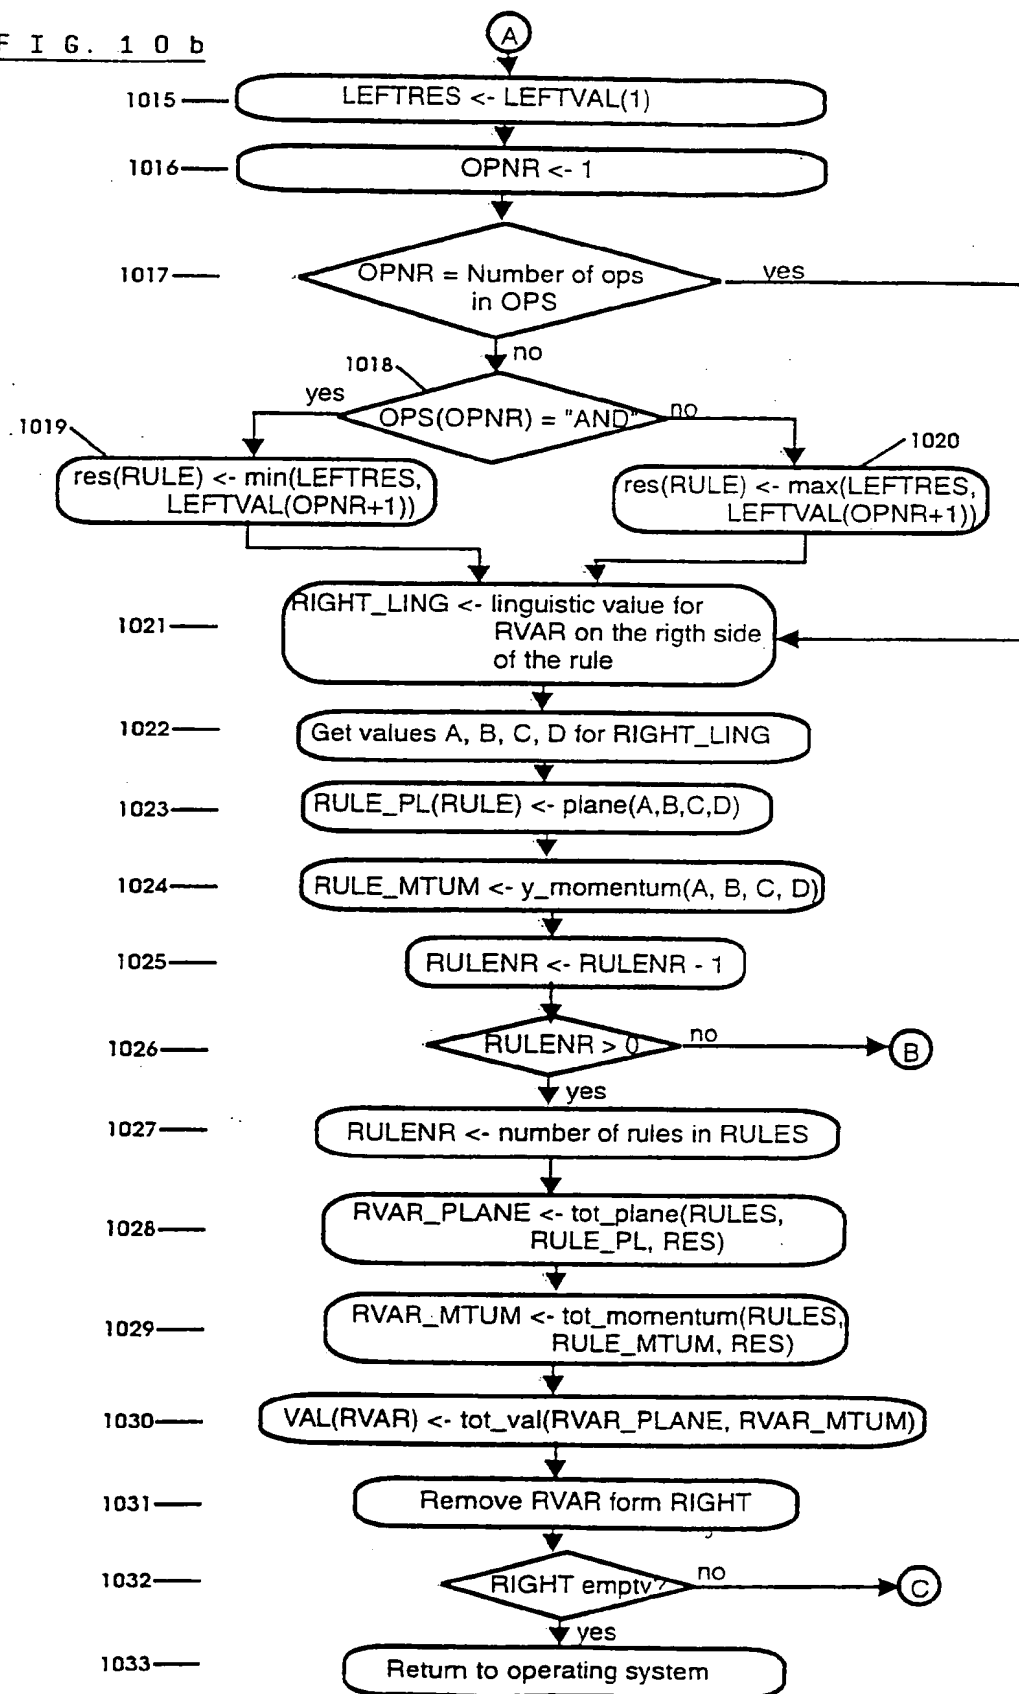 A
F I G. 1 0 b
1015
LEFTRES <- LEFTVAL(1)
1016
OPNR <- 1
1017
OPNR = Number of ops
in OPS
yes
no
1018
yes
OPS(OPNR) = "AND"
no
1019
1020
res(RULE) <- min(LEFTRES,
LEFTVAL(OPNR+1))
res(RULE) <- max(LEFTRES,
LEFTVAL(OPNR+1))
1021
RIGHT_LING <- linguistic value for
RVAR on the rigth side
of the rule
1022
Get values A, B, C, D for RIGHT_LING
1023
RULE_PL(RULE) <- plane(A,B,C,D)
1024
RULE_MTUM <- y_momentum(A, B, C, D)
1025
RULENR <- RULENR - 1
1026
RULENR > 0
no
B
yes
1027
RULENR <- number of rules in RULES
1028
RVAR_PLANE <- tot_plane(RULES,
RULE_PL, RES)
1029
RVAR_MTUM <- tot_momentum(RULES,
RULE_MTUM, RES)
1030
VAL(RVAR) <- tot_val(RVAR_PLANE, RVAR_MTUM)
1031
Remove RVAR form RIGHT
1032
RIGHT empty?
no
C
yes
1033
Return to operating system